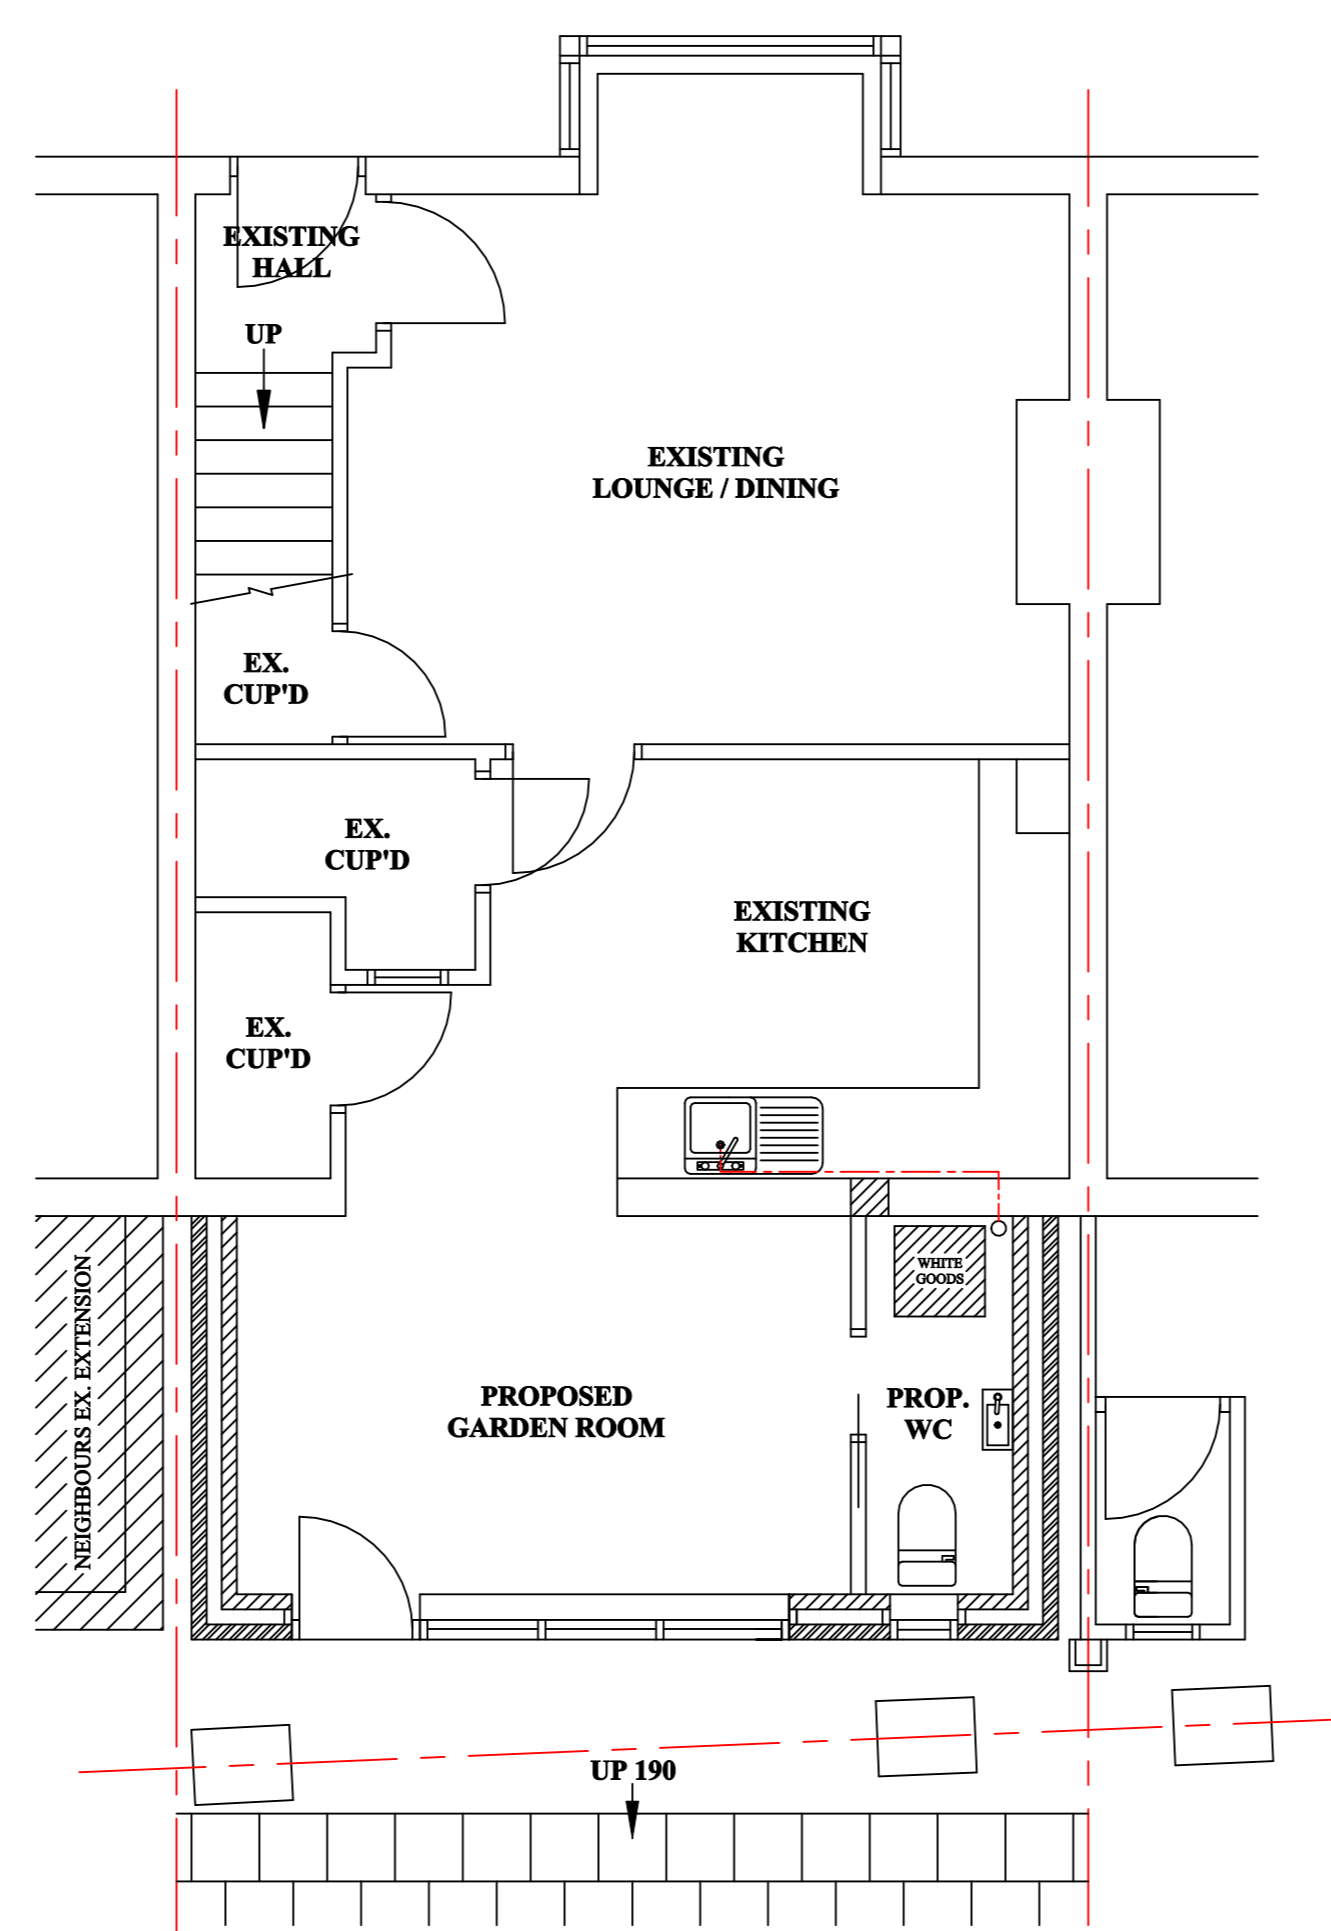 EXISTING
HALL
UP
EXISTING
LOUNGE / DINING
EX.
CUP'D
EX.
CUP'D
EXISTING
KITCHEN
EX.
CUP'D
WHITE
GOODS
NEIGHBOURS EX. EXTENSION
PROPOSED
GARDEN ROOM
PROP.
WC
UP 190